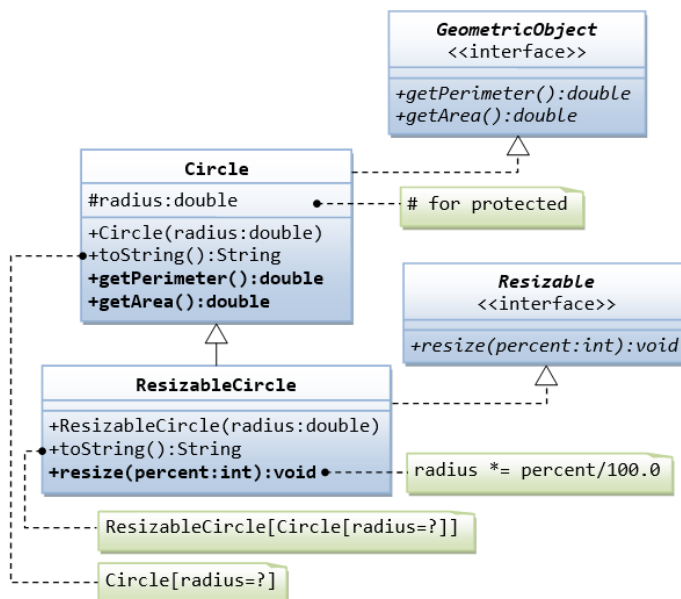 GeometricObject
<<interface>>
+getPerimeter():double
+getArea():double
Circle
#radius:double
# for protected
+Circle(radius:double)
+toString():String
+getPerimeter():double
+getArea():double
Resizable
<<interface>>
+resize(percent:int):void
ResizableCircle
+ResizableCircle(radius:double)
+toString():String
+resize(percent:int):void
radius *= percent/100.0
ResizableCircle[Circle[radius=?]]
Circle[radius=?]